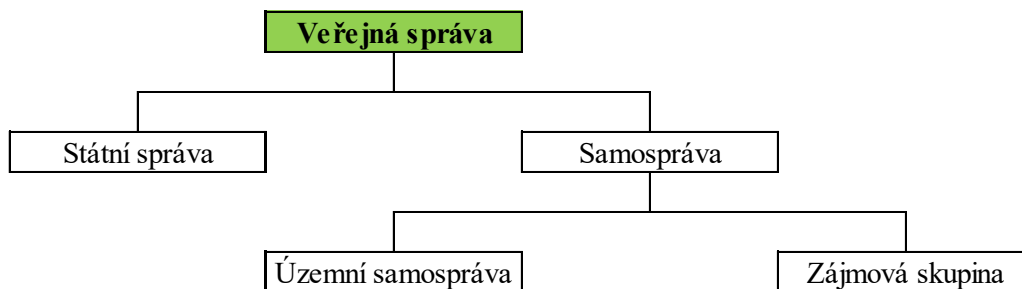 Veřejná správa
Státní správa
Samospráva
Územní samospráva
Zájmová skupina